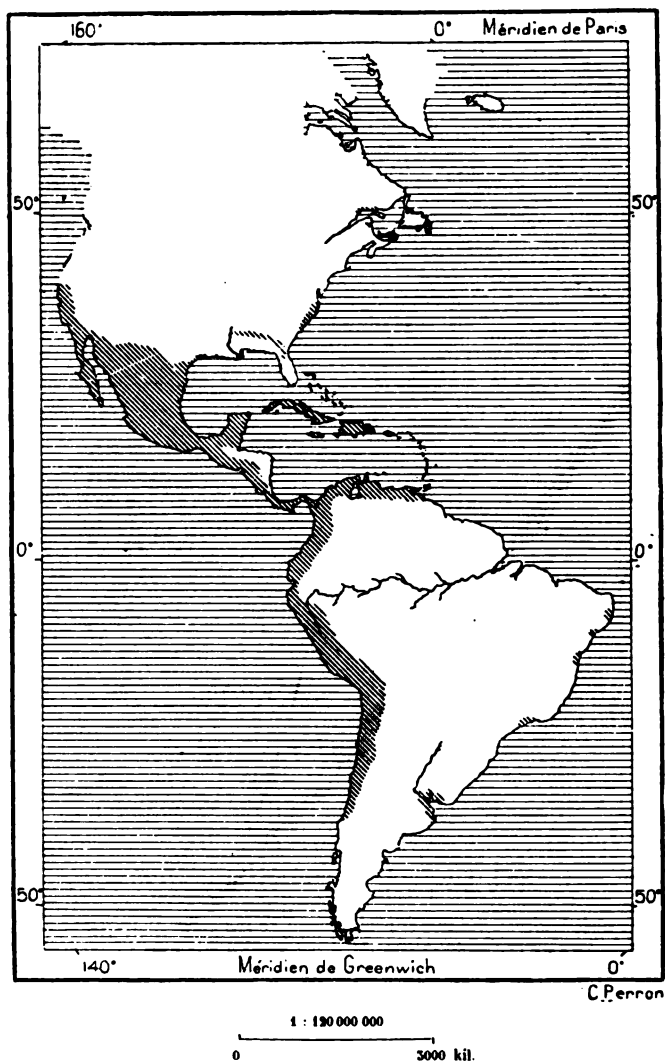 160° 0° Méridien de Paris
50° 50°
0° 0°
50° 50°
140° Méridien de Greenwich 0°
C. Perron
1 : 120 000 000
0 3000 kil.